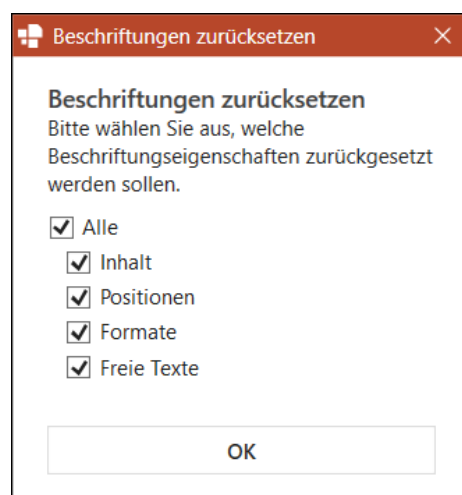 Beschriftungen zurücksetzen
Beschriftungen zurücksetzen
Bitte wählen Sie aus, welche
Beschriftungseigenschaften zurückgesetzt
werden sollen.
Alle
Inhalt
Positionen
Formate
Freie Texte
OK